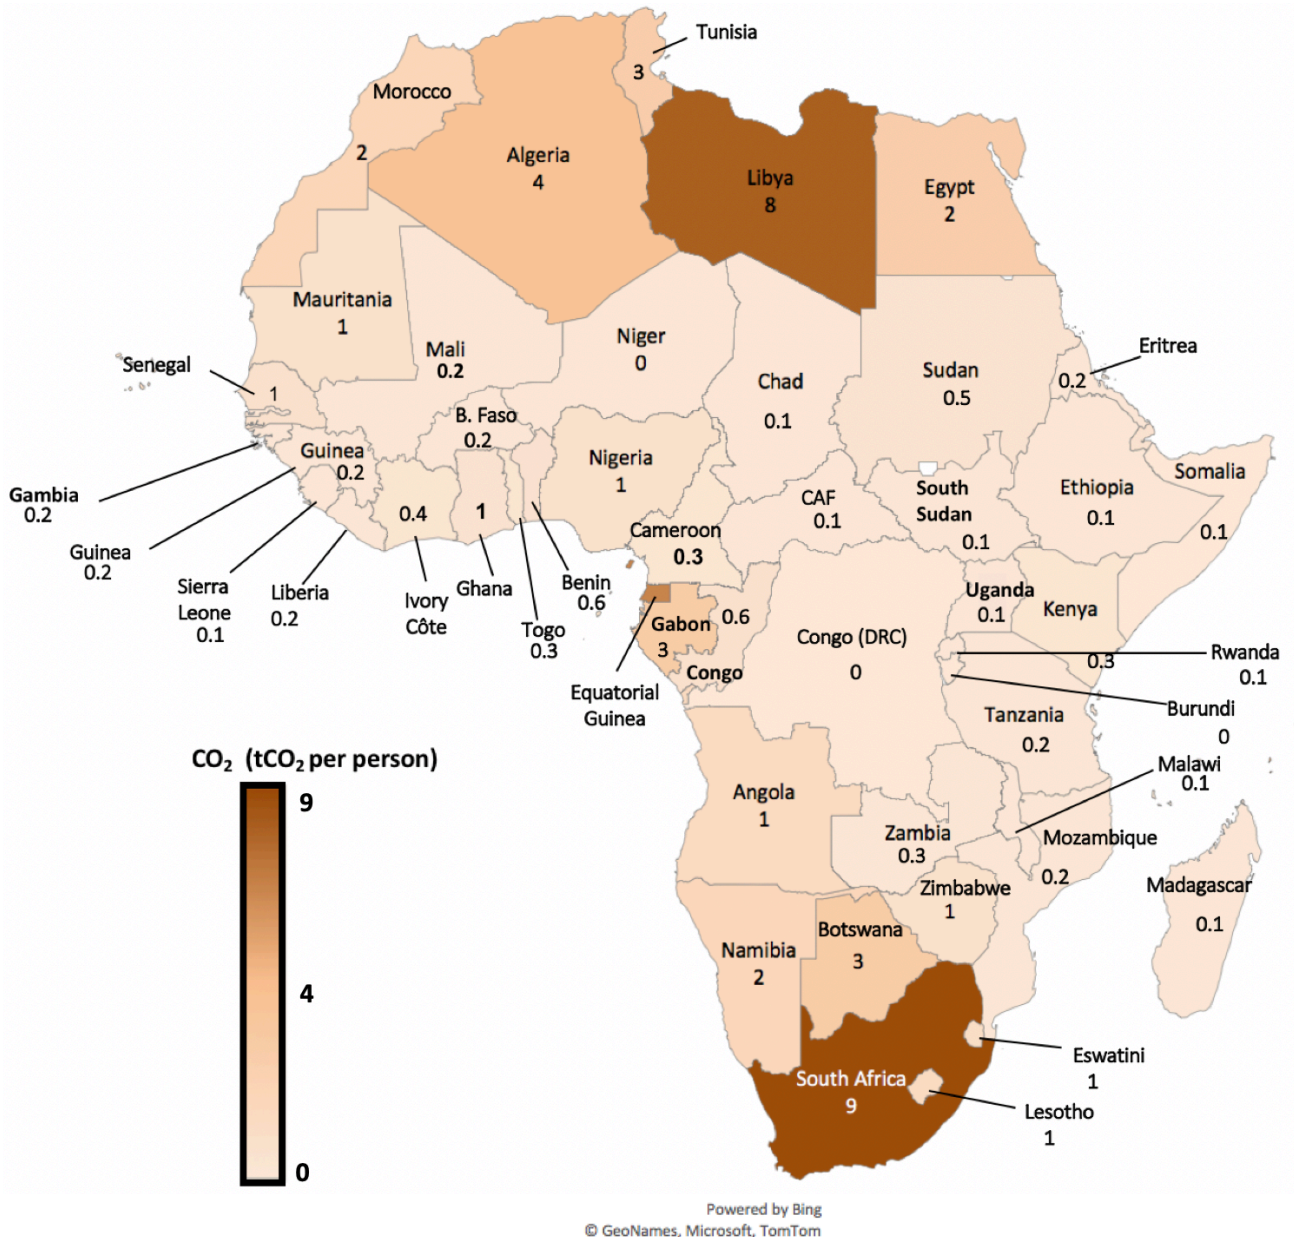 Tunisia
3
Morocco
2
Algeria
4
Libya
8
Egypt
2
Mauritania
1
Mali
0.2
Niger
0
Chad
0.1
Sudan
0.5
Eritrea
0.2
Senegal
1
B. Faso
0.2
Guinea
0.2
Nigeria
1
Gambia
0.2
Guinea
0.2
Sierra
Leone
0.1
Liberia
0.2
0.4
Ivory
Côte
1
Ghana
Togo
0.3
Benin
0.6
Cameroon
0.3
CAF
0.1
South
Sudan
0.1
Ethiopia
0.1
Somalia
0.1
Uganda
0.1
Kenya
0.3
Gabon
3
0.6
Congo
Equatorial
Guinea
Congo (DRC)
0
Rwanda
0.1
Burundi
0
Tanzania
0.2
Malawi
0.1
Angola
1
Zambia
0.3
Mozambique
0.2
Zimbabwe
1
Madagascar
0.1
Namibia
2
Botswana
3
South Africa
9
Eswatini
1
Lesotho
1
CO₂ (tCO₂ per person)
9
4
0
Powered by Bing
© GeoNames, Microsoft, TomTom